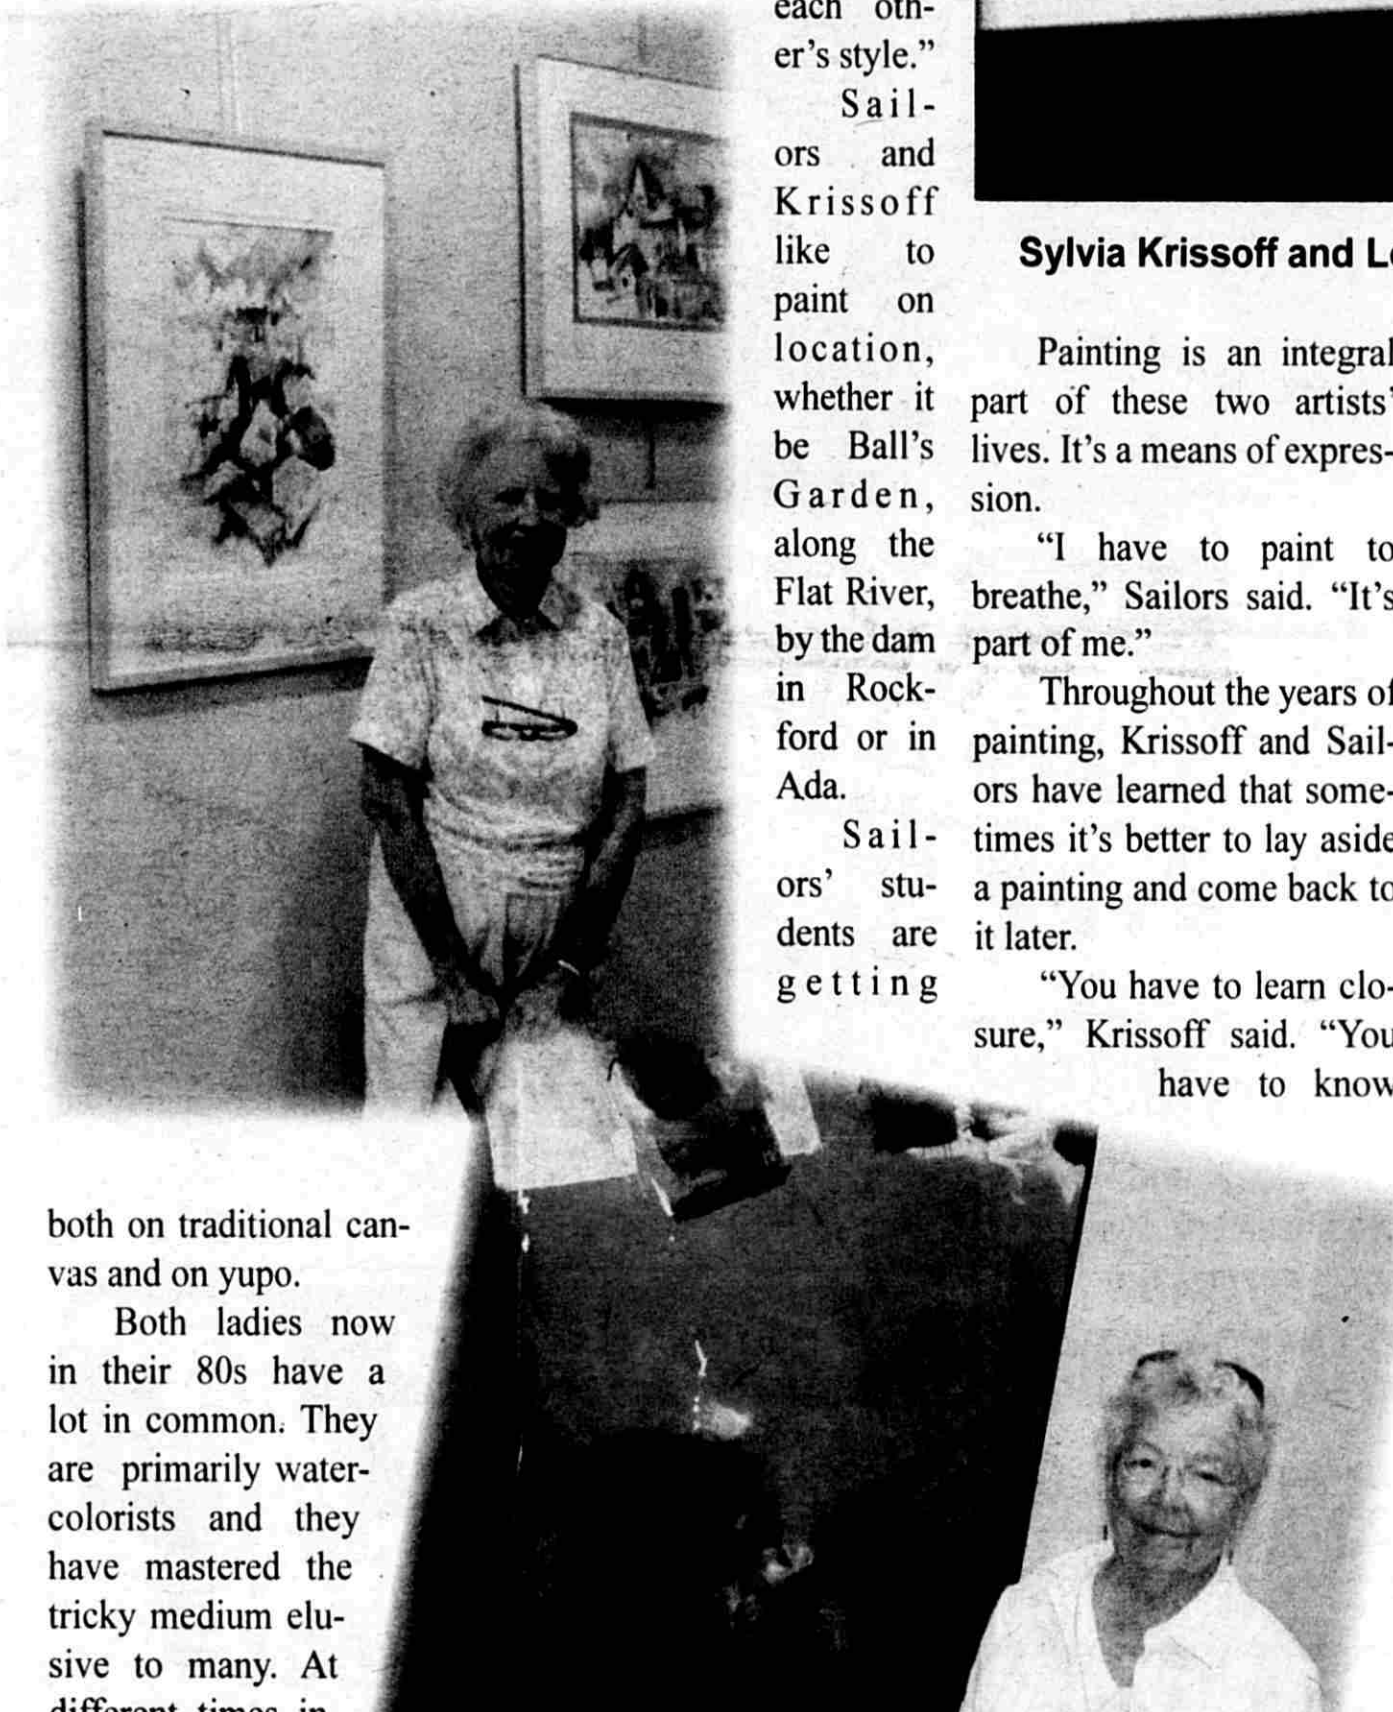 both on traditional can-
vas and on yupo.
Both ladies now
in their 80s have a
lot in common. They
are primarily water-
colorists and they
have mastered the
tricky medium elu-
sive to many. At
different times in
each oth-
er's style."
Sail-
ors and
Krissoff
like to
paint on
location,
whether it
be Ball's
Garden,
along the
Flat River,
by the dam
in Rock-
ford or in
Ada.
Sail-
ors' stu-
dents are
getting
Sylvia Krissoff and
Painting is an integral
part of these two artists'
lives. It's a means of expres-
sion.
"I have to paint to
breathe," Sailors said. "It's
part of me."
Throughout the years of
painting, Krissoff and Sail-
ors have learned that some-
times it's better to lay aside
a painting and come back to
it later.
"You have to learn clo-
sure," Krissoff said. "You
have to know